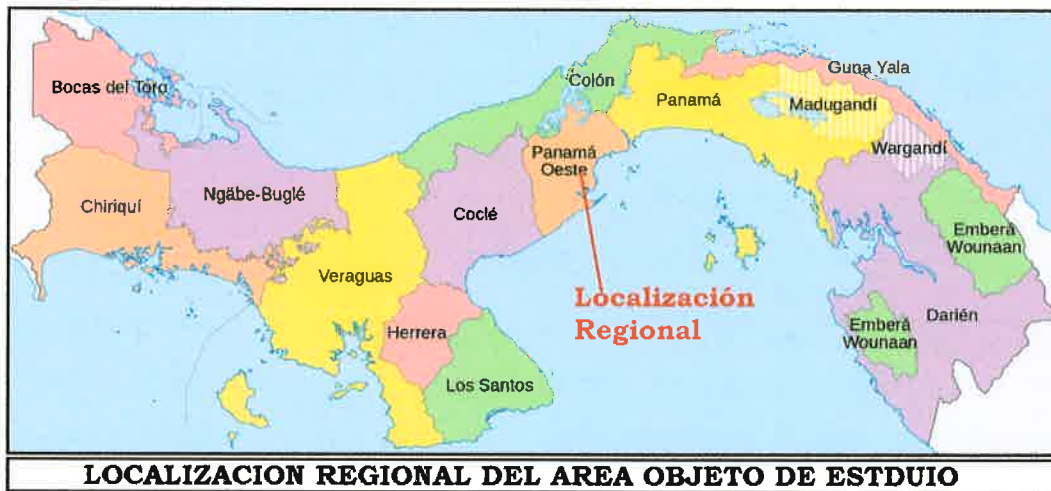 Guna Yala
Colón
Bocas del Toro
Panamá
Madugandí
Wargandí
Panamá
Oeste
Ngäbe-Buglé
Chiriquí
Coclé
Emberá
Wounaan
Veraguas
Localización
Regional
Darién
Herrera
Emberá
Wounaan
Los Santos
LOCALIZACION REGIONAL DEL AREA OBJETO DE ESTDUIO